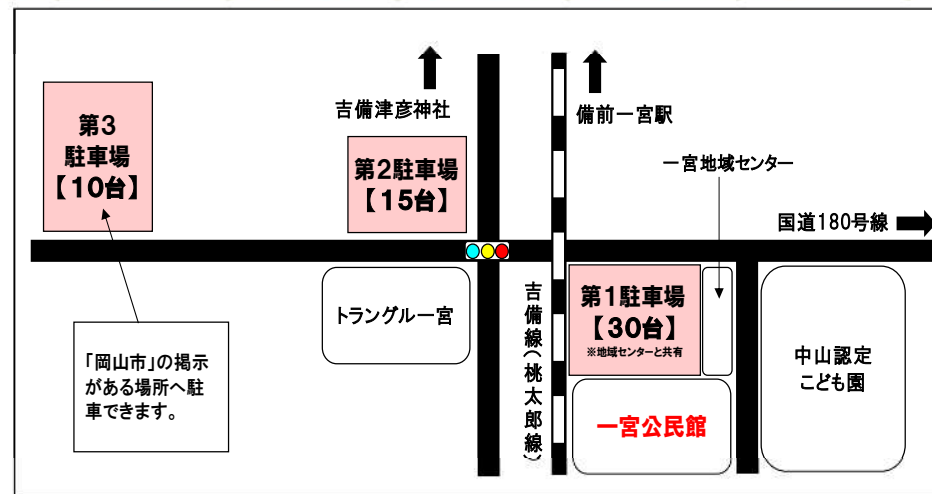 第3
駐車場
【10台】
吉備津彦神社
第2駐車場
【15台】
備前一宮駅
一宮地域センター
国道180号線
「岡山市」の掲示
がある場所へ駐
車できます。
トラングル一宮
吉備線(桃太郎線)
第1駐車場
【30台】
※地域センターと共有
一宮公民館
中山認定
こども園